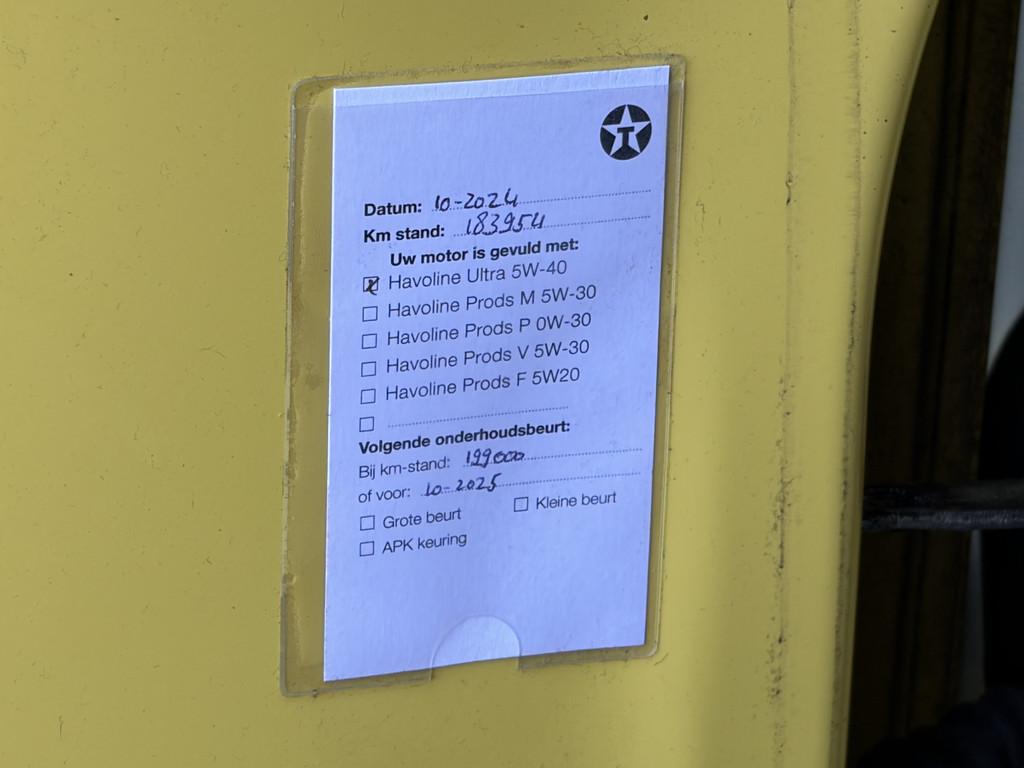 T
Datum: 10-2024
Km stand: 183954
Uw motor is gevuld met:
Havoline Ultra 5W-40
Havoline Prods M 5W-30
Havoline Prods P 0W-30
Havoline Prods V 5W-30
Havoline Prods F 5W20
Volgende onderhoudsbeurt:
Bij km-stand: 199000
of voor: 10-2025
Grote beurt Kleine beurt
APK keuring